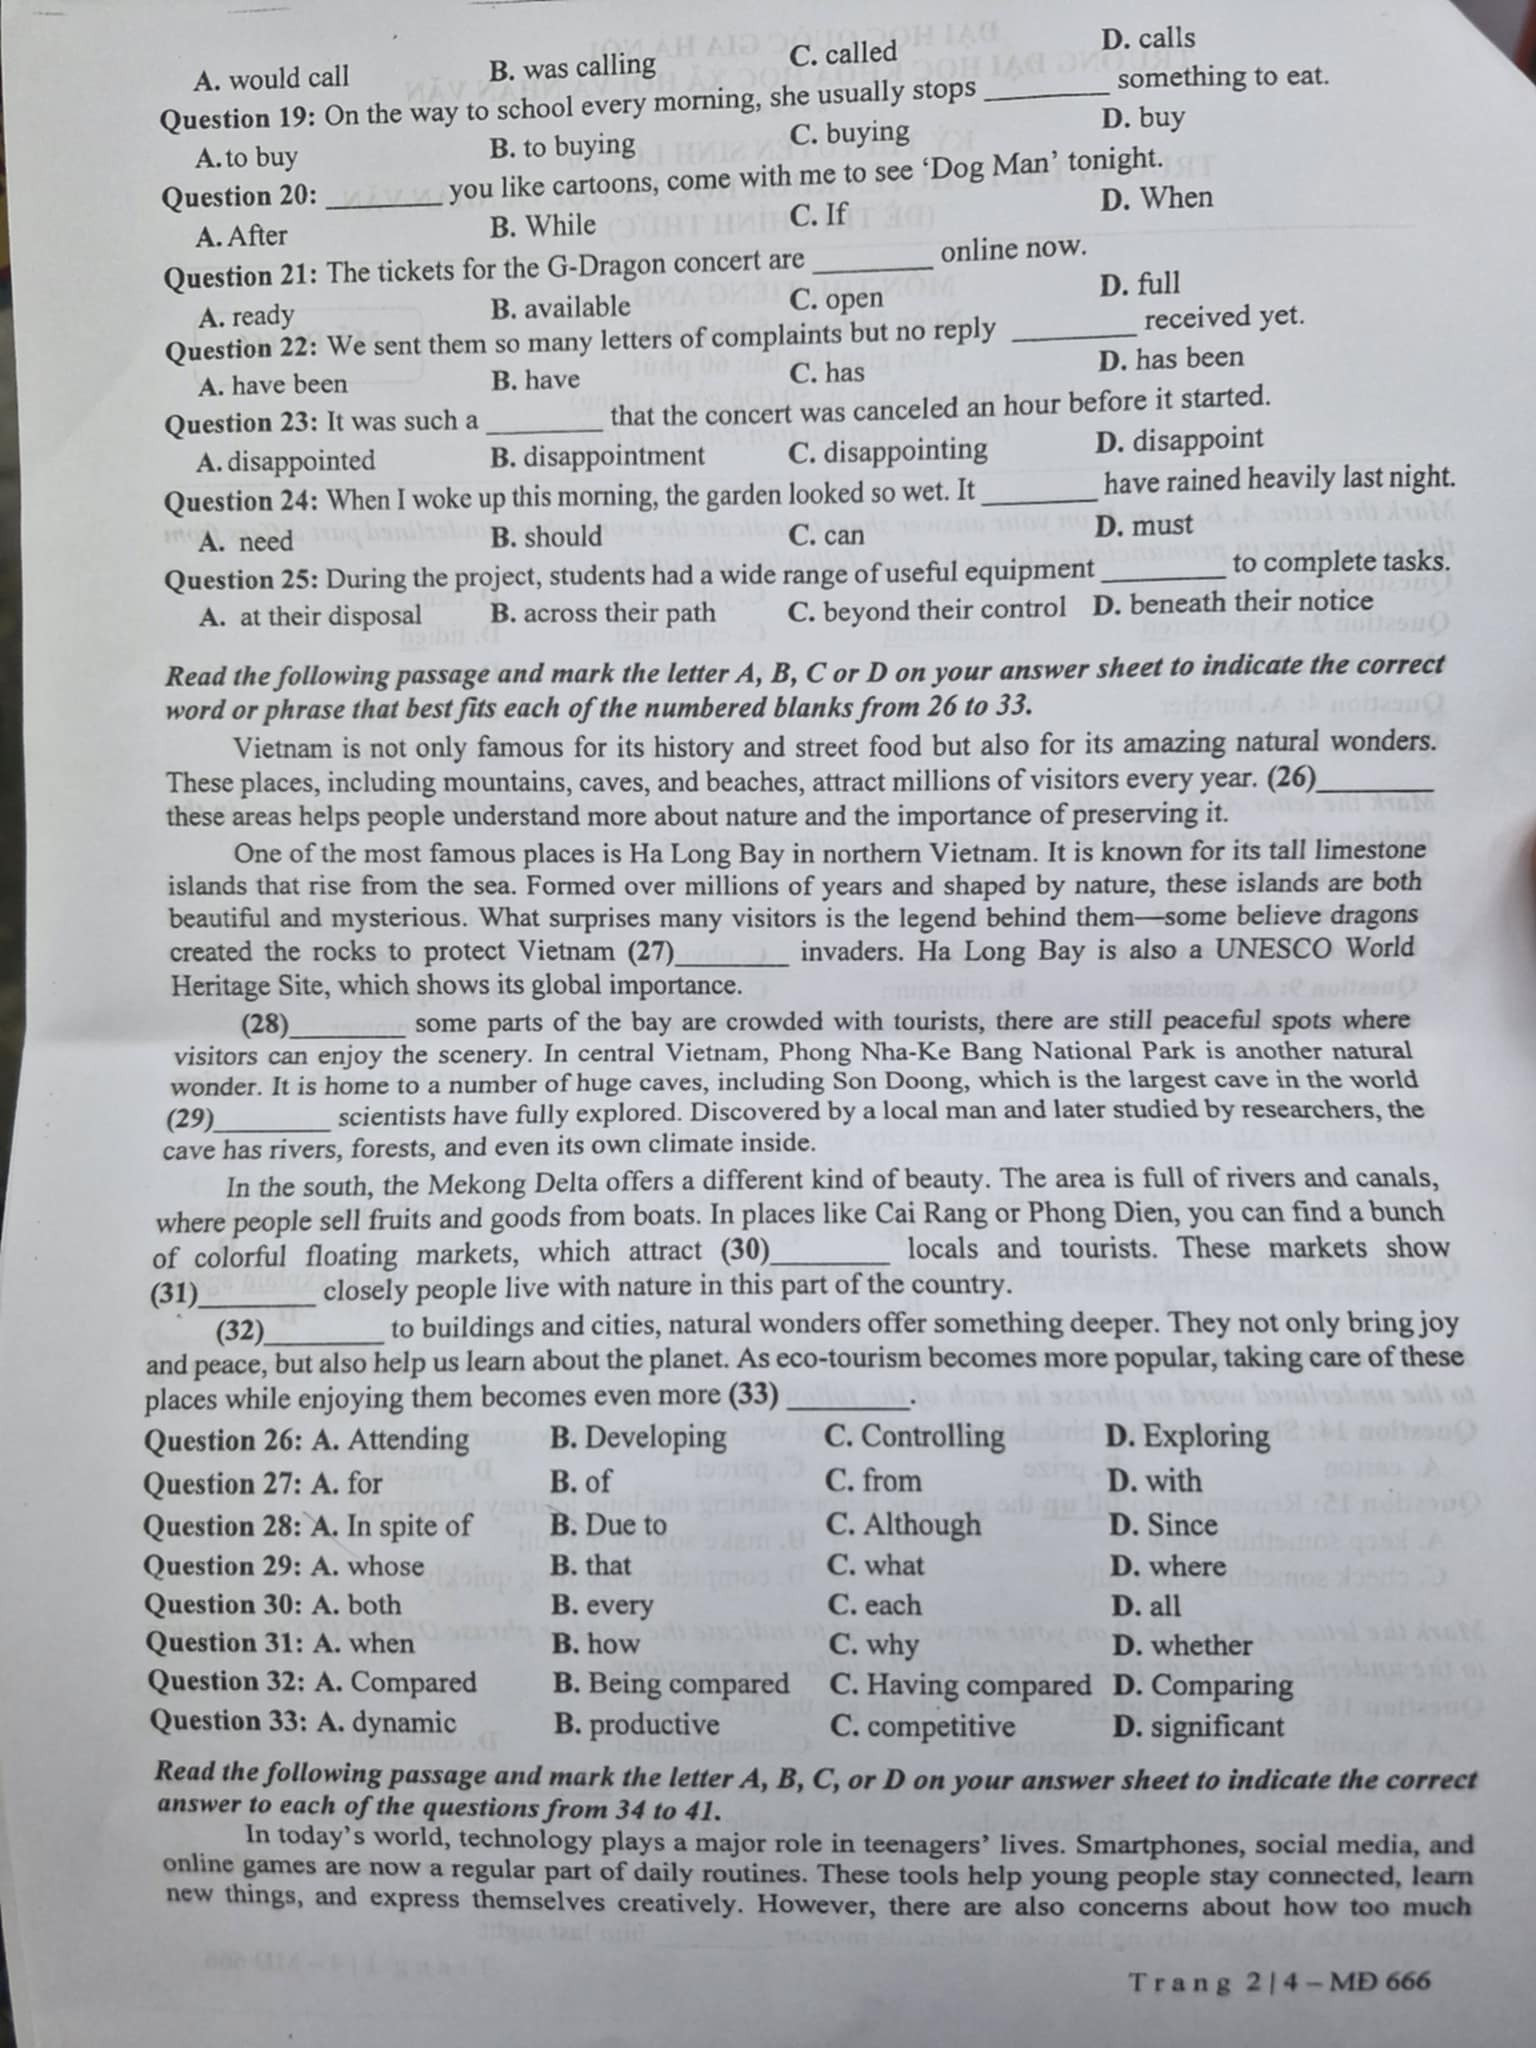 A. would call B. was calling C. called D. calls
Question 19: On the way to school every morning, she usually stops ________ something to eat.
A. to buy B. to buying C. buying D. buy
Question 20: ________ you like cartoons, come with me to see ‘Dog Man’ tonight.
A. After B. While C. If D. When
Question 21: The tickets for the G-Dragon concert are ________ online now.
A. ready B. available C. open D. full
Question 22: We sent them so many letters of complaints but no reply ________ received yet.
A. have been B. have C. has D. has been
Question 23: It was such a ________ that the concert was canceled an hour before it started.
A. disappointed B. disappointment C. disappointing D. disappoint
Question 24: When I woke up this morning, the garden looked so wet. It ________ have rained heavily last night.
A. need B. should C. can D. must
Question 25: During the project, students had a wide range of useful equipment ________ to complete tasks.
A. at their disposal B. across their path C. beyond their control D. beneath their notice
Read the following passage and mark the letter A, B, C or D on your answer sheet to indicate the correct
word or phrase that best fits each of the numbered blanks from 26 to 33.
Vietnam is not only famous for its history and street food but also for its amazing natural wonders.
These places, including mountains, caves, and beaches, attract millions of visitors every year. (26)________
these areas helps people understand more about nature and the importance of preserving it.
One of the most famous places is Ha Long Bay in northern Vietnam. It is known for its tall limestone
islands that rise from the sea. Formed over millions of years and shaped by nature, these islands are both
beautiful and mysterious. What surprises many visitors is the legend behind them—some believe dragons
created the rocks to protect Vietnam (27)________ invaders. Ha Long Bay is also a UNESCO World
Heritage Site, which shows its global importance.
(28)________ some parts of the bay are crowded with tourists, there are still peaceful spots where
visitors can enjoy the scenery. In central Vietnam, Phong Nha-Ke Bang National Park is another natural
wonder. It is home to a number of huge caves, including Son Doong, which is the largest cave in the world
(29)________ scientists have fully explored. Discovered by a local man and later studied by researchers, the
cave has rivers, forests, and even its own climate inside.
In the south, the Mekong Delta offers a different kind of beauty. The area is full of rivers and canals,
where people sell fruits and goods from boats. In places like Cai Rang or Phong Dien, you can find a bunch
of colorful floating markets, which attract (30)________ locals and tourists. These markets show
(31)________ closely people live with nature in this part of the country.
(32)________ to buildings and cities, natural wonders offer something deeper. They not only bring joy
and peace, but also help us learn about the planet. As eco-tourism becomes more popular, taking care of these
places while enjoying them becomes even more (33) ________.
Question 26: A. Attending B. Developing C. Controlling D. Exploring
Question 27: A. for B. of C. from D. with
Question 28: A. In spite of B. Due to C. Although D. Since
Question 29: A. whose B. that C. what D. where
Question 30: A. both B. every C. each D. all
Question 31: A. when B. how C. why D. whether
Question 32: A. Compared B. Being compared C. Having compared D. Comparing
Question 33: A. dynamic B. productive C. competitive D. significant
Read the following passage and mark the letter A, B, C, or D on your answer sheet to indicate the correct
answer to each of the questions from 34 to 41.
In today’s world, technology plays a major role in teenagers’ lives. Smartphones, social media, and
online games are now a regular part of daily routines. These tools help young people stay connected, learn
new things, and express themselves creatively. However, there are also concerns about how too much
Trang 2|4 – MĐ 666